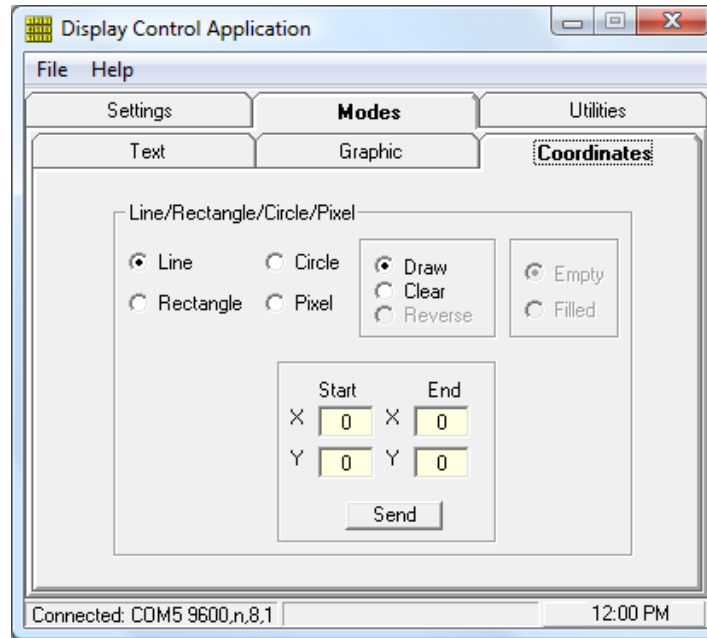 Display Control Application
File Help
Settings Modes Utilities
Text Graphic Coordinates
Line/Rectangle/Circle/Pixel
Line Circle Draw Empty
Clear
Rectangle Pixel Reverse Filled
Start End
X 0 X 0
Y 0 Y 0
Send
Connected: COM5 9600,n,8,1 12:00 PM